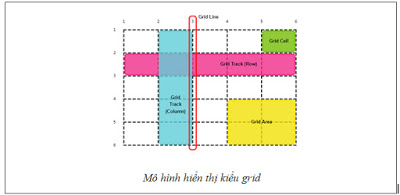 Grid Line
1 2 3 4 5 6
1
Grid Cell
2
Grid Track (Row)
3
4
Grid
Track
(Column)
Grid Area
5
6
Mô hình hiển thị kiểu grid